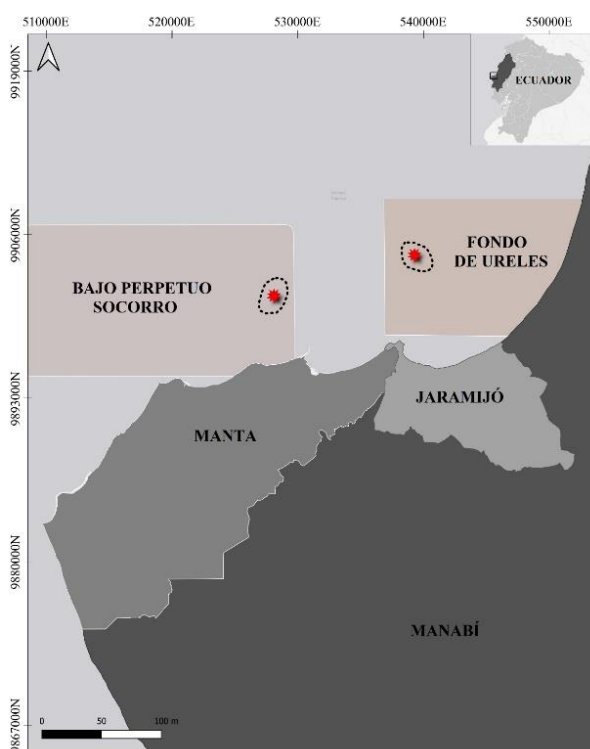 510000E 520000E 530000E 540000E 550000E
9919000N
ECUADOR
9906000N
FONDO
DE URELES
BAJO PERPETUO
SOCORRO
9893000N
JARAMIJÓ
MANTA
9880000N
MANABÍ
0 50 100 m
9867000N